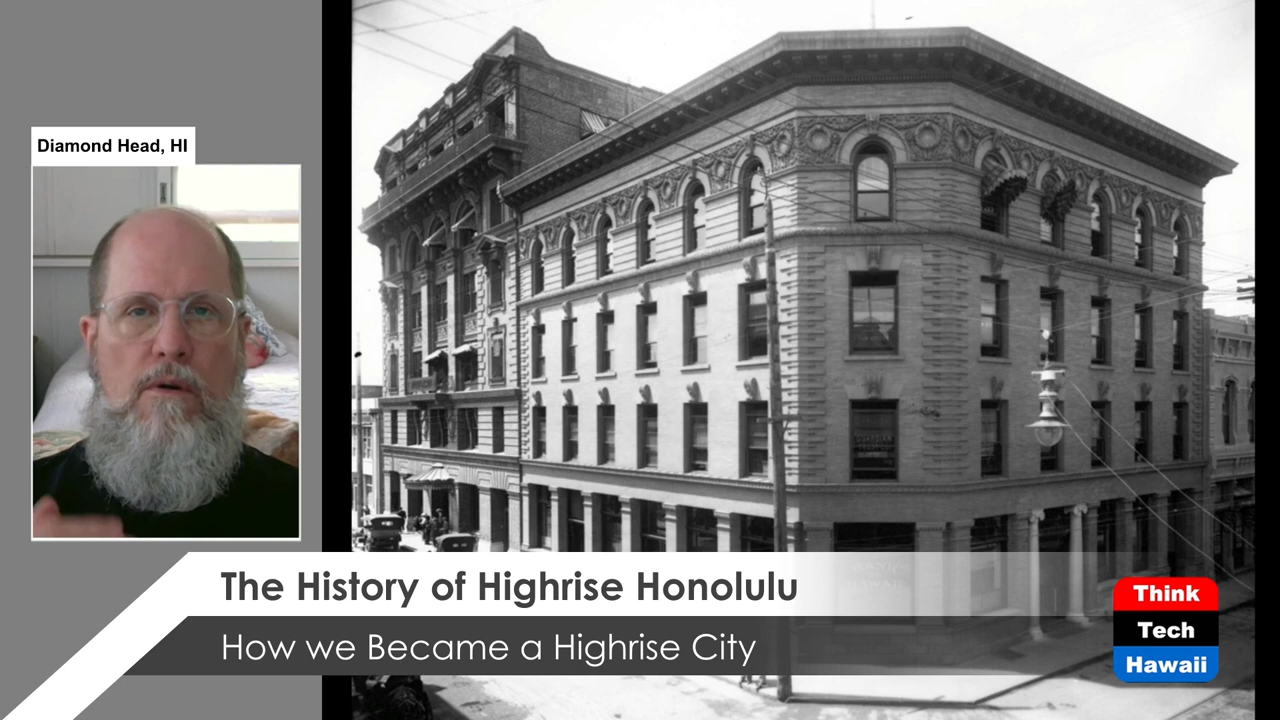 Diamond Head, HI
The History of Highrise Honolulu
How we Became a Highrise City
Think
Tech
Hawaii